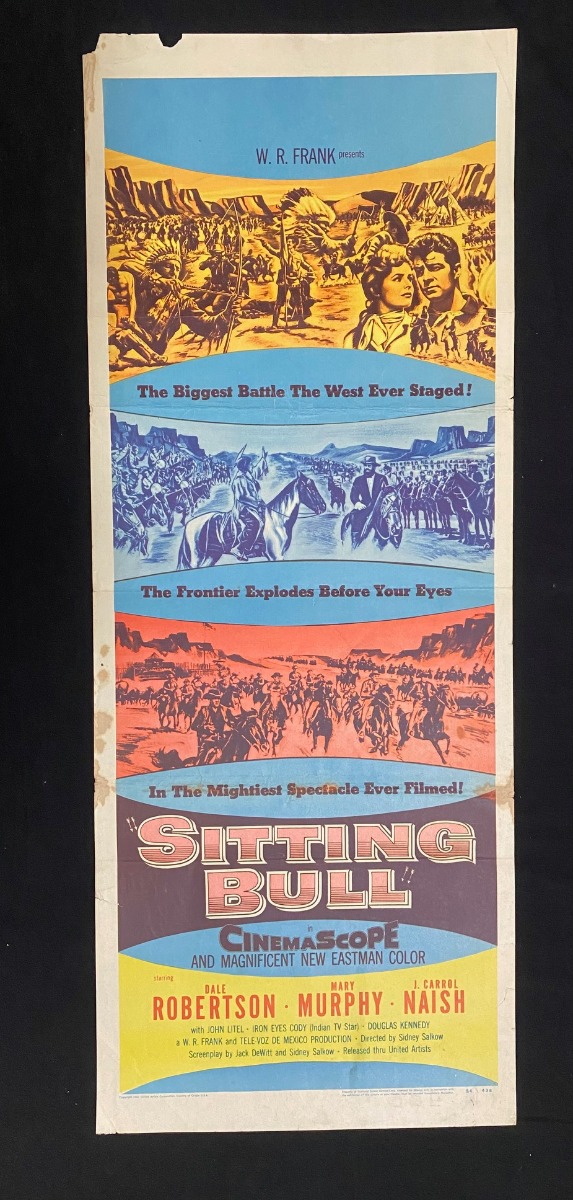 W. R. FRANK presents
The Biggest Battle The West Ever Staged!
The Frontier Explodes Before Your Eyes
In The Mightiest Spectacle Ever Filmed!
"SITTING
BULL"
in
CINEMASCOPE
AND MAGNIFICENT NEW EASTMAN COLOR
starring
DALE ROBERTSON · MARY MURPHY · J. CARROL NAISH
with JOHN LITEL · IRON EYES CODY (Indian TV Star) · DOUGLAS KENNEDY
a W. R. FRANK and TELE-VOZ DE MEXICO PRODUCTION · Directed by Sidney Salkow
Screenplay by Jack DeWitt and Sidney Salkow · Released thru United Artists